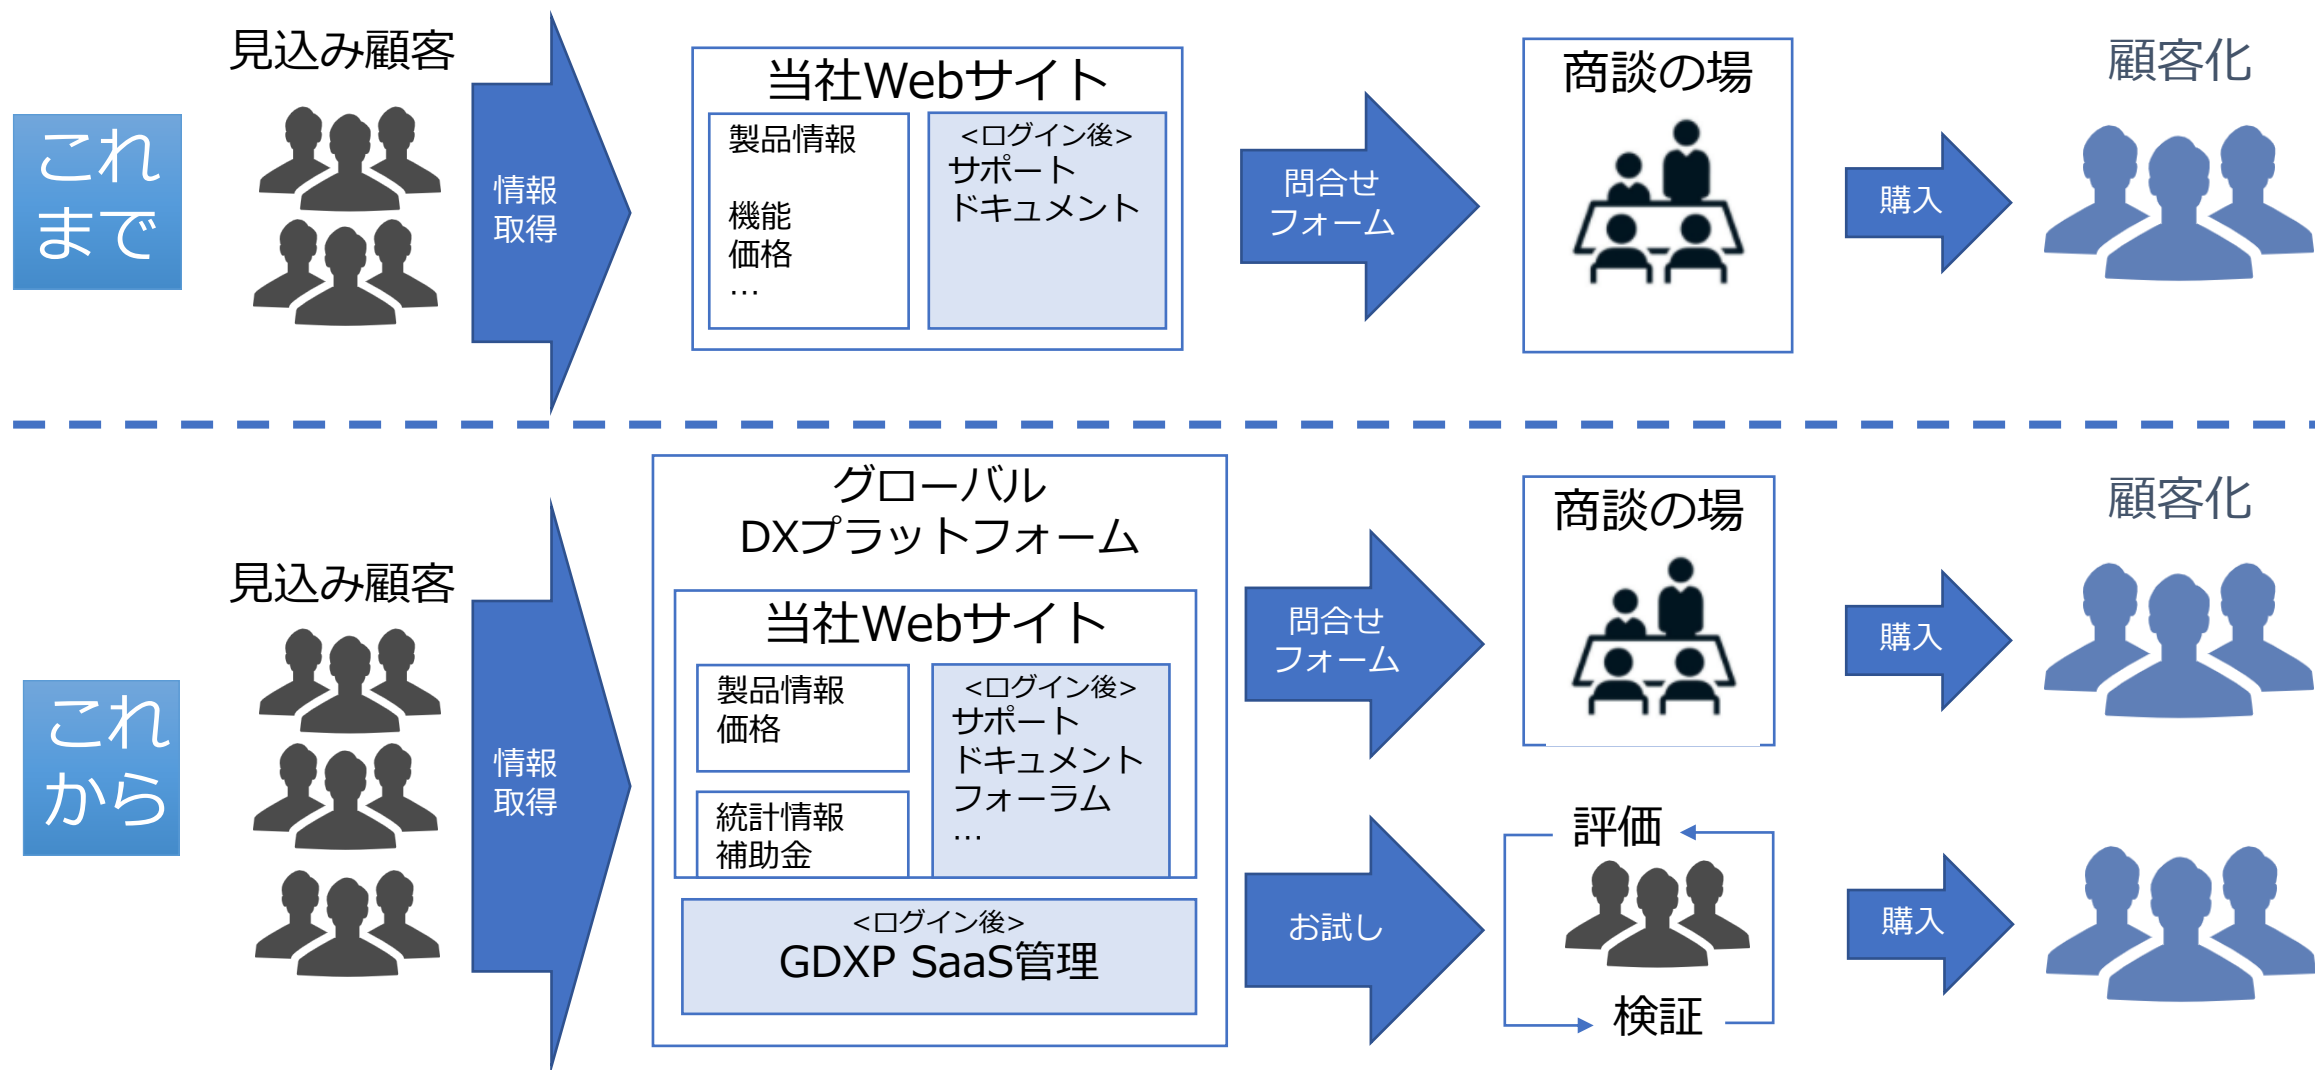 これ
まで
見込み顧客
情報
取得
当社Webサイト
製品情報
機能
価格
…
<ログイン後>
サポート
ドキュメント
問合せ
フォーム
商談の場
購入
顧客化
これ
から
見込み顧客
情報
取得
グローバル
DXプラットフォーム
当社Webサイト
製品情報
価格
統計情報
補助金
<ログイン後>
サポート
ドキュメント
フォーラム
…
<ログイン後>
GDXP SaaS管理
問合せ
フォーム
商談の場
購入
顧客化
お試し
評価
検証
購入